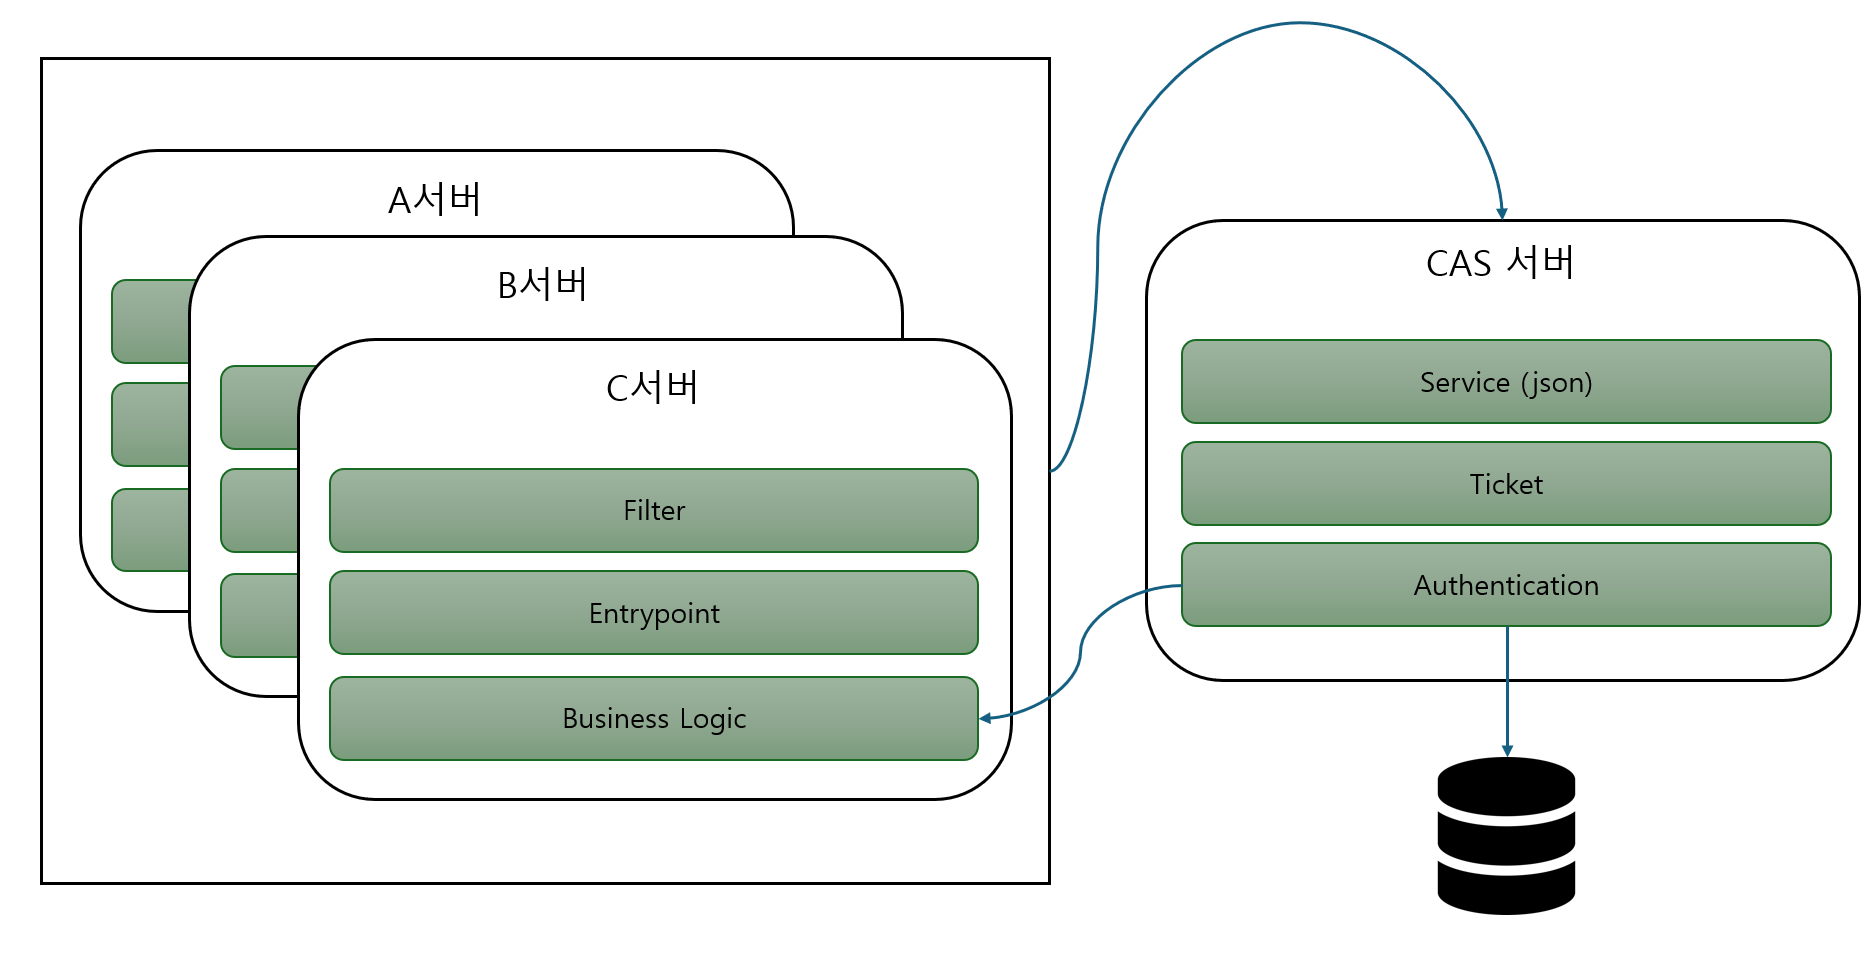 A서버
B서버
C서버
Filter
Entrypoint
Business Logic
CAS 서버
Service (json)
Ticket
Authentication